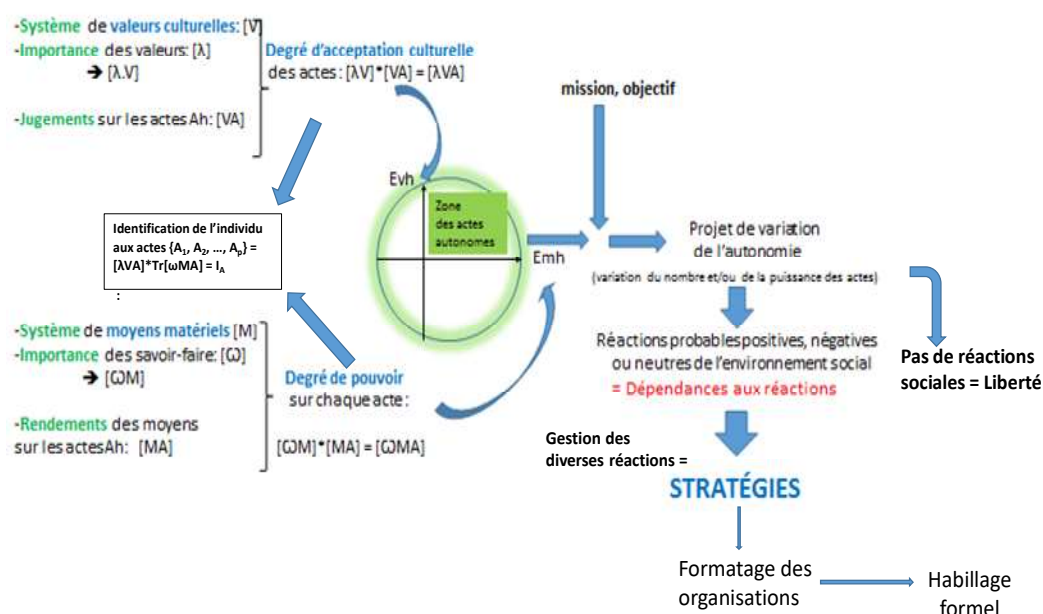 -Système de valeurs culturelles: [V]
-Importance des valeurs: [λ]
➔ [λ.V]
-Jugements sur les actes Ah: [VA]
Degré d'acceptation culturelle
des actes : [λV]*[VA] = [λVA]
mission, objectif
Evh
Zone
des actes
autonomes
Emh
Identification de l'individu
aux actes {A₁, A₂, ..., Aₚ} =
[λVA]*Tr[ωMA] = I_A
:
-Système de moyens matériels [M]
-Importance des savoir-faire: [Ѡ]
➔ [ѠM]
-Rendements des moyens
sur les actes Ah: [MA]
Degré de pouvoir
sur chaque acte :
[ѠM]*[MA] = [ѠMA]
Projet de variation
de l'autonomie
(variation du nombre et/ou de la puissance des actes)
Réactions probables positives, négatives
ou neutres de l'environnement social
= Dépendances aux réactions
Pas de réactions
sociales = Liberté
Gestion des
diverses réactions =
STRATÉGIES
Formatage des
organisations
Habillage
formel